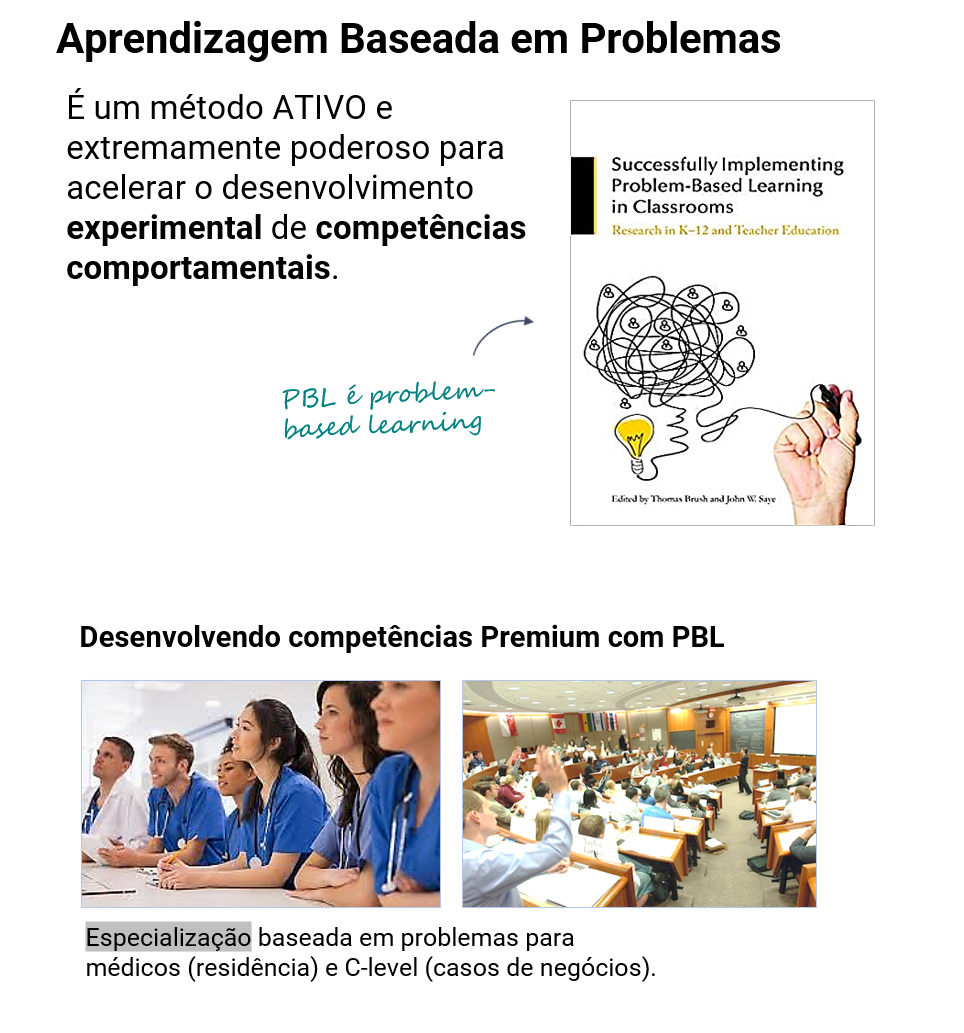 Aprendizagem Baseada em Problemas
É um método ATIVO e
extremamente poderoso para
acelerar o desenvolvimento
experimental de competências
comportamentais.
Successfully Implementing
Problem-Based Learning
in Classrooms
Research in K–12 and Teacher Education
PBL é problem-
based learning
Edited by Thomas Brush and John W. Saye
Desenvolvendo competências Premium com PBL
Especialização baseada em problemas para
médicos (residência) e C-level (casos de negócios).